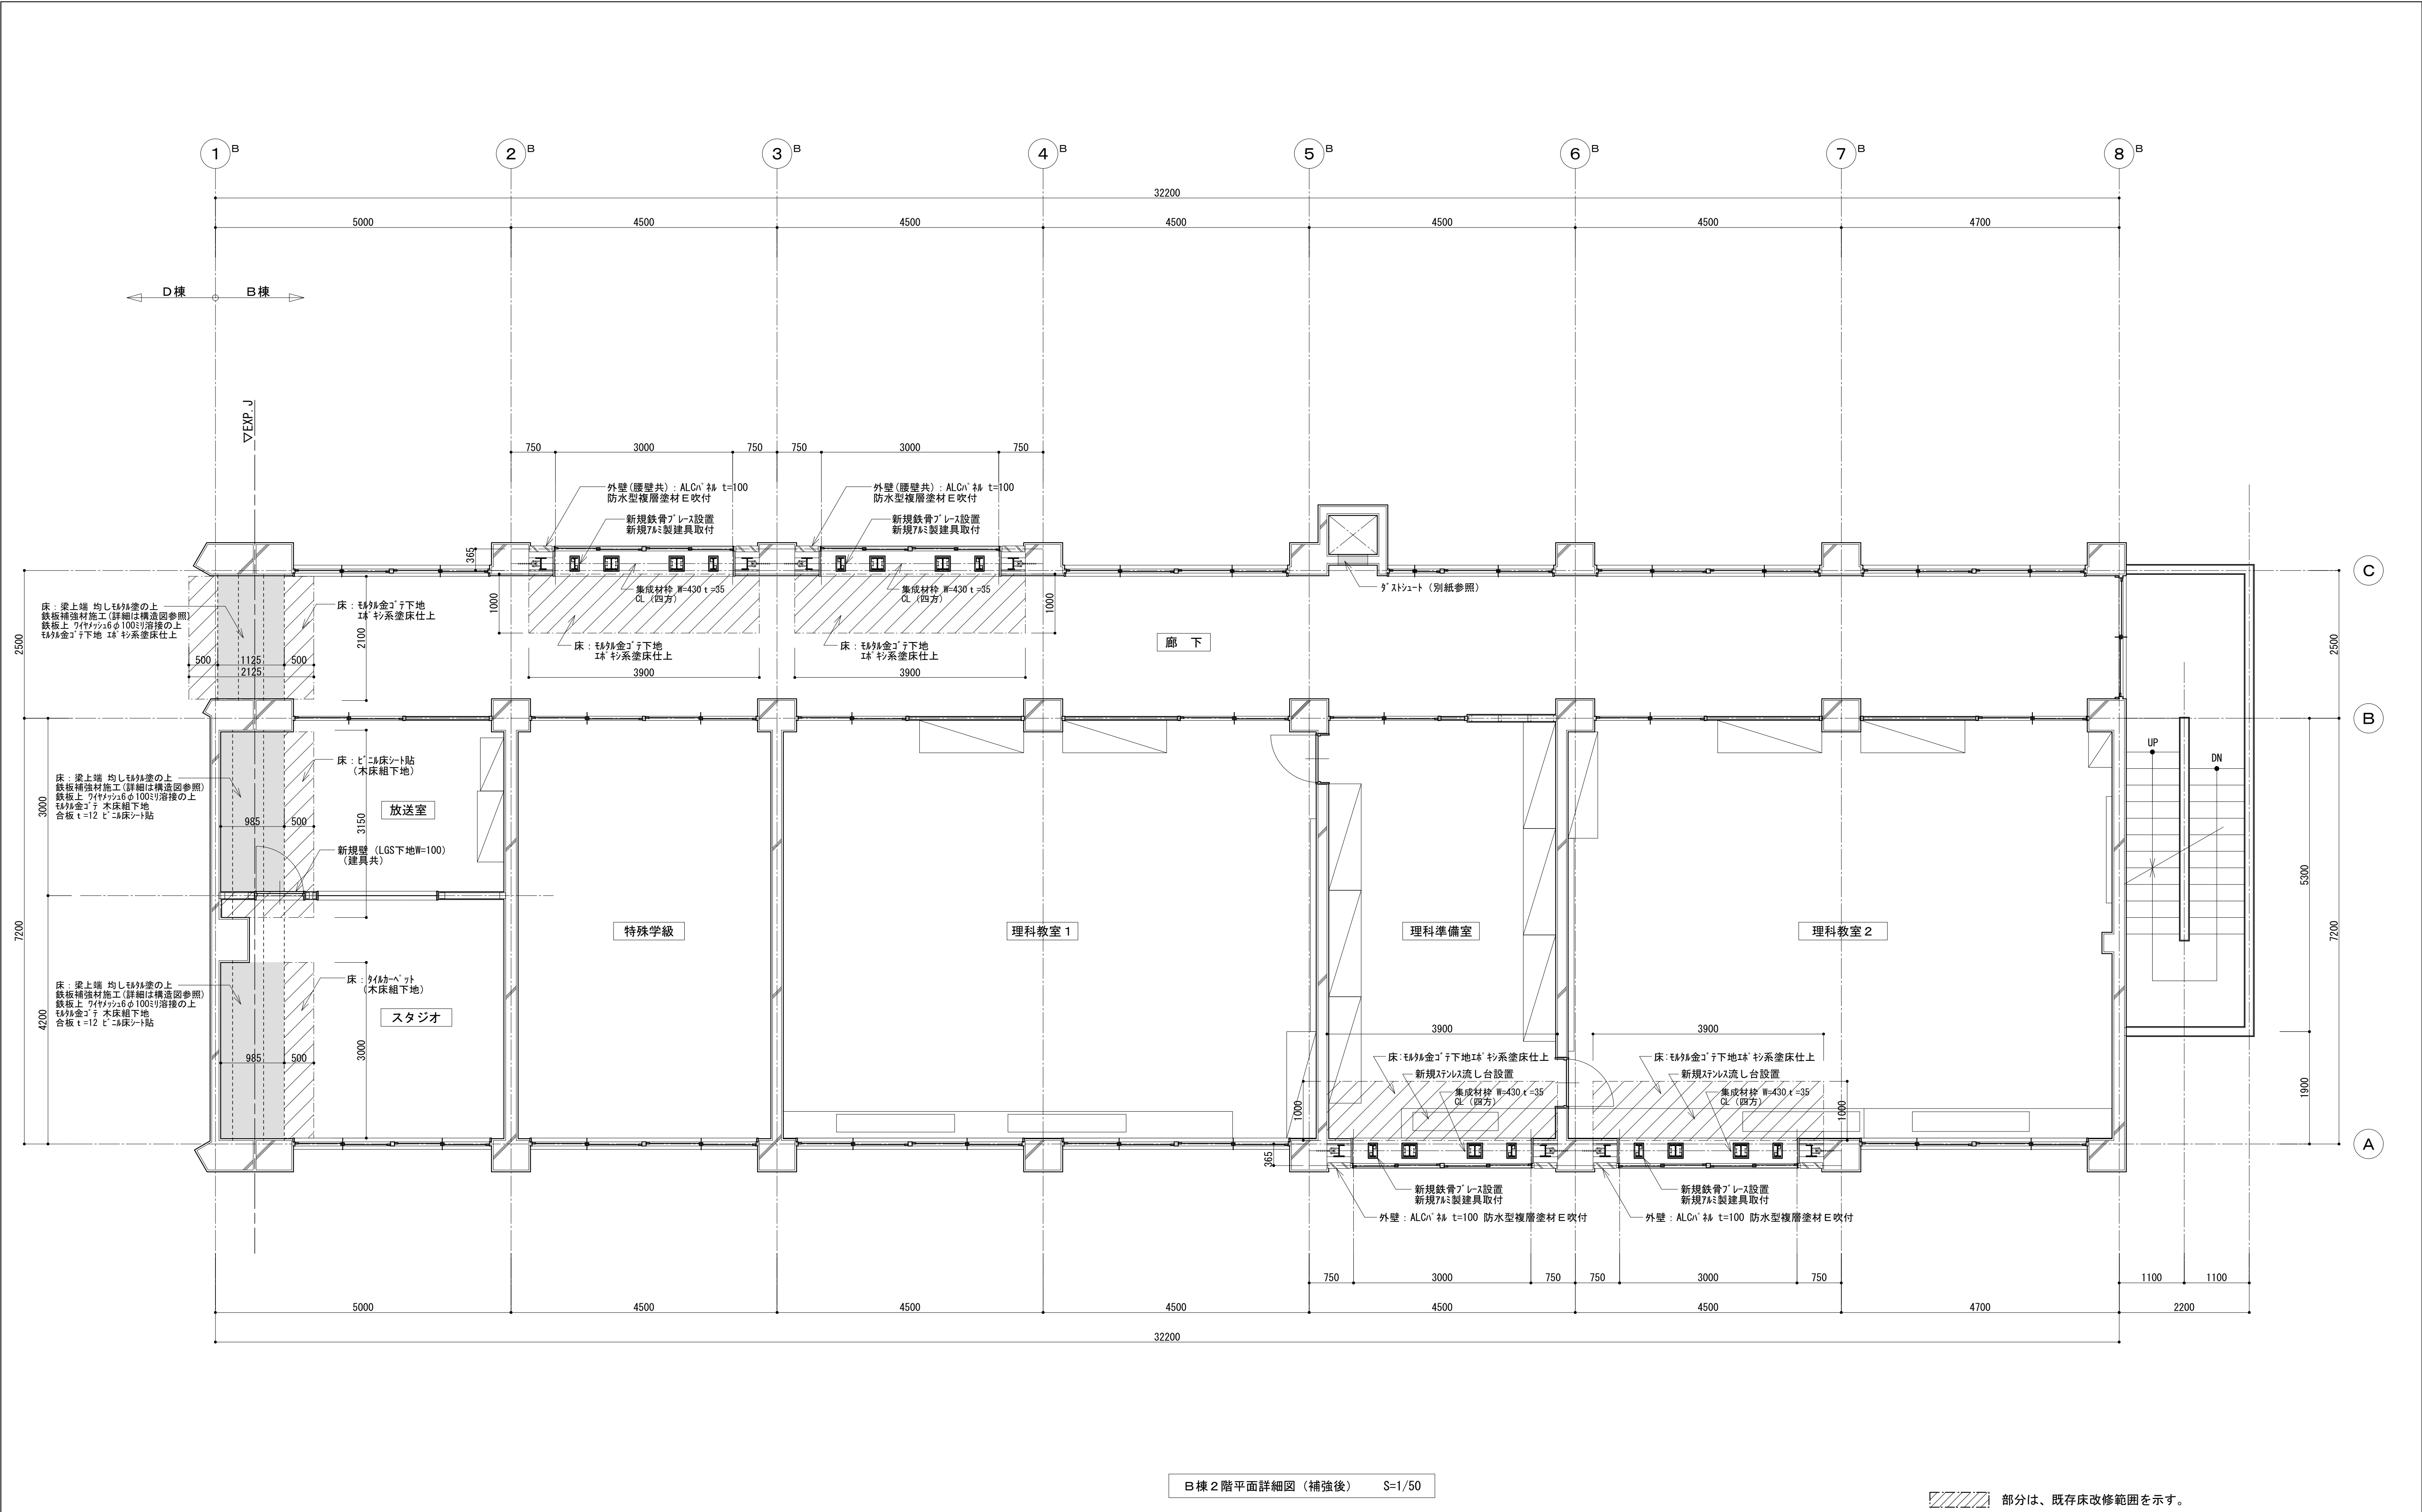 1 B
2 B
3 B
4 B
5 B
6 B
7 B
8 B
32200
5000
4500
4500
4500
4500
4500
4700
D棟
B棟
▽EXP.J
750
3000
750
750
3000
750
外壁(腰壁共)：ALCﾊﾟﾈﾙ t=100
防水型複層塗材Ｅ吹付
外壁(腰壁共)：ALCﾊﾟﾈﾙ t=100
防水型複層塗材Ｅ吹付
新規鉄骨ﾌﾞﾚｰｽ設置
新規ｱﾙﾐ製建具取付
新規鉄骨ﾌﾞﾚｰｽ設置
新規ｱﾙﾐ製建具取付
365
C
集成材枠 W=430 t=35
CL（四方）
集成材枠 W=430 t=35
CL（四方）
ﾀﾞｽﾄｼｭｰﾄ（別紙参照）
1000
1000
床：梁上端 均しﾓﾙﾀﾙ塗の上
鉄板補強材施工(詳細は構造図参照)
鉄板上 ﾜｲﾔﾒｯｼｭ6φ100ﾐﾘ溶接の上
ﾓﾙﾀﾙ金ｺﾞﾃ下地 ｴﾎﾟｷｼ系塗床仕上
床：ﾓﾙﾀﾙ金ｺﾞﾃ下地
ｴﾎﾟｷｼ系塗床仕上
2100
2500
2500
床：ﾓﾙﾀﾙ金ｺﾞﾃ下地
ｴﾎﾟｷｼ系塗床仕上
床：ﾓﾙﾀﾙ金ｺﾞﾃ下地
ｴﾎﾟｷｼ系塗床仕上
廊　下
500
1125
500
2125
3900
3900
B
UP
DN
床：ﾋﾞﾆﾙ床ｼｰﾄ貼
（木床組下地）
床：梁上端 均しﾓﾙﾀﾙ塗の上
鉄板補強材施工(詳細は構造図参照)
鉄板上 ﾜｲﾔﾒｯｼｭ6φ100ﾐﾘ溶接の上
ﾓﾙﾀﾙ金ｺﾞﾃ 木床組下地
合板 t=12 ﾋﾞﾆﾙ床ｼｰﾄ貼
放送室
3000
985
500
3150
新規壁（LGS下地W=100）
（建具共）
5300
7200
7200
特殊学級
理科教室１
理科準備室
理科教室２
床：ﾀｲﾙｶｰﾍﾟｯﾄ
（木床組下地）
床：梁上端 均しﾓﾙﾀﾙ塗の上
鉄板補強材施工(詳細は構造図参照)
鉄板上 ﾜｲﾔﾒｯｼｭ6φ100ﾐﾘ溶接の上
ﾓﾙﾀﾙ金ｺﾞﾃ 木床組下地
合板 t=12 ﾋﾞﾆﾙ床ｼｰﾄ貼
スタジオ
4200
985
500
3000
3900
3900
床：ﾓﾙﾀﾙ金ｺﾞﾃ下地ｴﾎﾟｷｼ系塗床仕上
床：ﾓﾙﾀﾙ金ｺﾞﾃ下地ｴﾎﾟｷｼ系塗床仕上
新規ｽﾃﾝﾚｽ流し台設置
新規ｽﾃﾝﾚｽ流し台設置
集成材枠 W=430 t=35
CL（四方）
集成材枠 W=430 t=35
CL（四方）
1000
1000
1900
A
365
新規鉄骨ﾌﾞﾚｰｽ設置
新規ｱﾙﾐ製建具取付
新規鉄骨ﾌﾞﾚｰｽ設置
新規ｱﾙﾐ製建具取付
外壁：ALCﾊﾟﾈﾙ t=100 防水型複層塗材Ｅ吹付
外壁：ALCﾊﾟﾈﾙ t=100 防水型複層塗材Ｅ吹付
750
3000
750
750
3000
750
1100
1100
5000
4500
4500
4500
4500
4500
4700
2200
32200
Ｂ棟２階平面詳細図（補強後）　S=1/50
部分は、既存床改修範囲を示す。